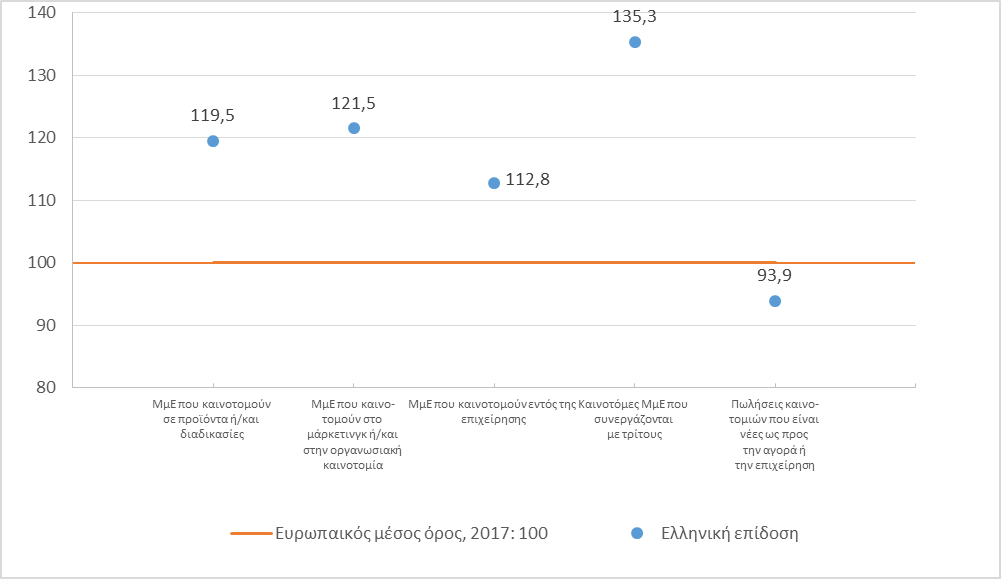 140
130
120
110
100
90
80
119,5
121,5
112,8
135,3
93,9
ΜμΕ που καινοτομούν
σε προϊόντα ή/και
διαδικασίες
ΜμΕ που καινο-
τομούν στο
μάρκετινγκ ή/και
στην οργανωσιακή
καινοτομία
ΜμΕ που καινοτομούν εντός της
επιχείρησης
Καινοτόμες ΜμΕ που
συνεργάζονται
με τρίτους
Πωλήσεις καινο-
τομιών που είναι
νέες ως προς
την αγορά ή
την επιχείρηση
Ευρωπαικός μέσος όρος, 2017: 100
Ελληνική επίδοση